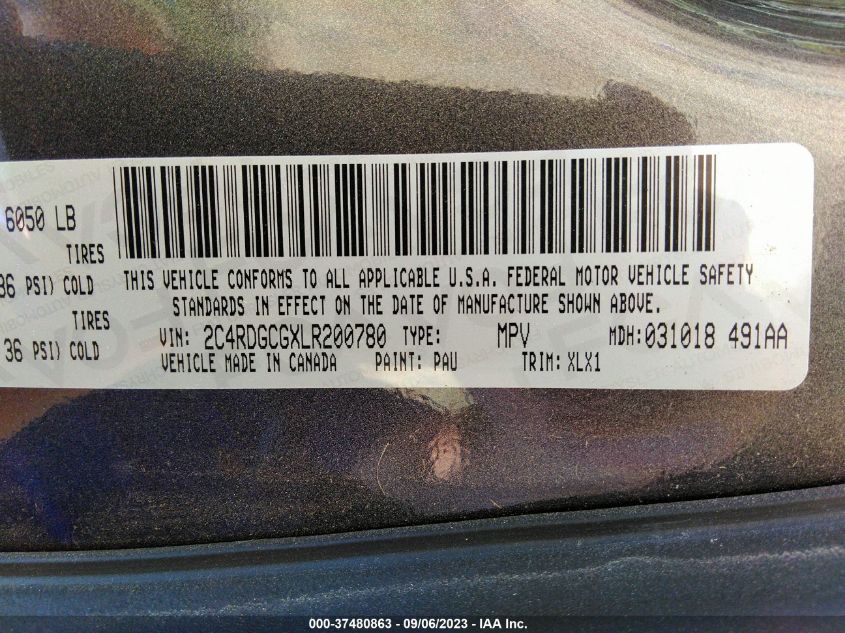 6050 LB
TIRES
36 PSI) COLD
THIS VEHICLE CONFORMS TO ALL APPLICABLE U.S.A. FEDERAL MOTOR VEHICLE SAFETY
STANDARDS IN EFFECT ON THE DATE OF MANUFACTURE SHOWN ABOVE.
TIRES
36 PSI) COLD
VIN: 2C4RDGCGXLR200780 TYPE: MPV MDH:031018 491AA
VEHICLE MADE IN CANADA PAINT: PAU TRIM: XLX1
000-37480863 - 09/06/2023 - IAA Inc.